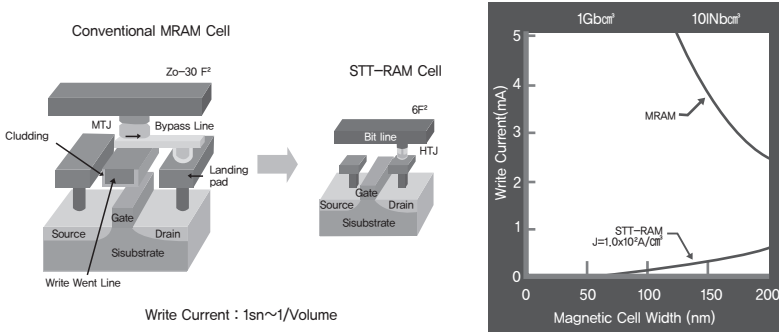 Conventional MRAM Cell
Zo-30 F²
MTJ
Bypass Line
Cludding
Landing
pad
Gate
Source
Drain
Sisubstrate
Write Went Line
STT-RAM Cell
6F²
Bit line
HTJ
Gate
Source
Drain
Sisubstrate
Write Current : 1sn~1/Volume
1Gbcm³
10INbcm³
5
4
3
2
1
0
Write Current(mA)
MRAM
STT-RAM
J=1,0x10²A/cm³
0
50
100
150
200
Magnetic Cell Width (nm)